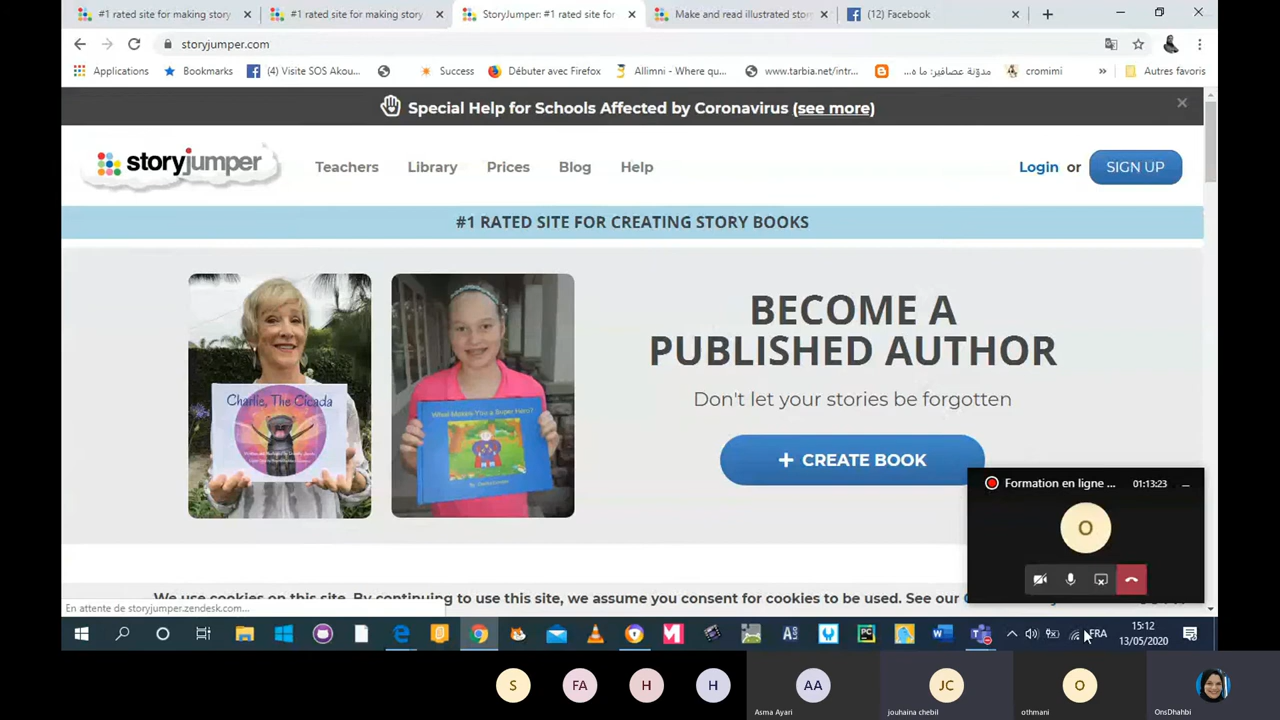 #1 rated site for making story
#1 rated site for making story
StoryJumper: #1 rated site for
Make and read illustrated stor
(12) Facebook
storyjumper.com
Applications
Bookmarks
(4) Visite SOS Akou...
Success
Débuter avec Firefox
Allimni - Where qu...
www.tarbia.net/intr...
مدوّنة عصافير: ما ه...
cromimi
»
Autres favoris
Special Help for Schools Affected by Coronavirus (see more)
storyjumper
Teachers
Library
Prices
Blog
Help
Login or SIGN UP
#1 RATED SITE FOR CREATING STORY BOOKS
Charlie, The Cicada
What Makes You a Super Hero?
BECOME A
PUBLISHED AUTHOR
Don't let your stories be forgotten
+ CREATE BOOK
Formation en ligne ...
01:13:23
O
We use cookies on this site. By continuing to use this site, we assume you consent for cookies to be used. See our
En attente de storyjumper.zendesk.com...
FRA
15:12
13/05/2020
S
FA
H
H
AA
JC
O
Asma Ayari
jouhaina chebil
othmani
OnsDhahbi